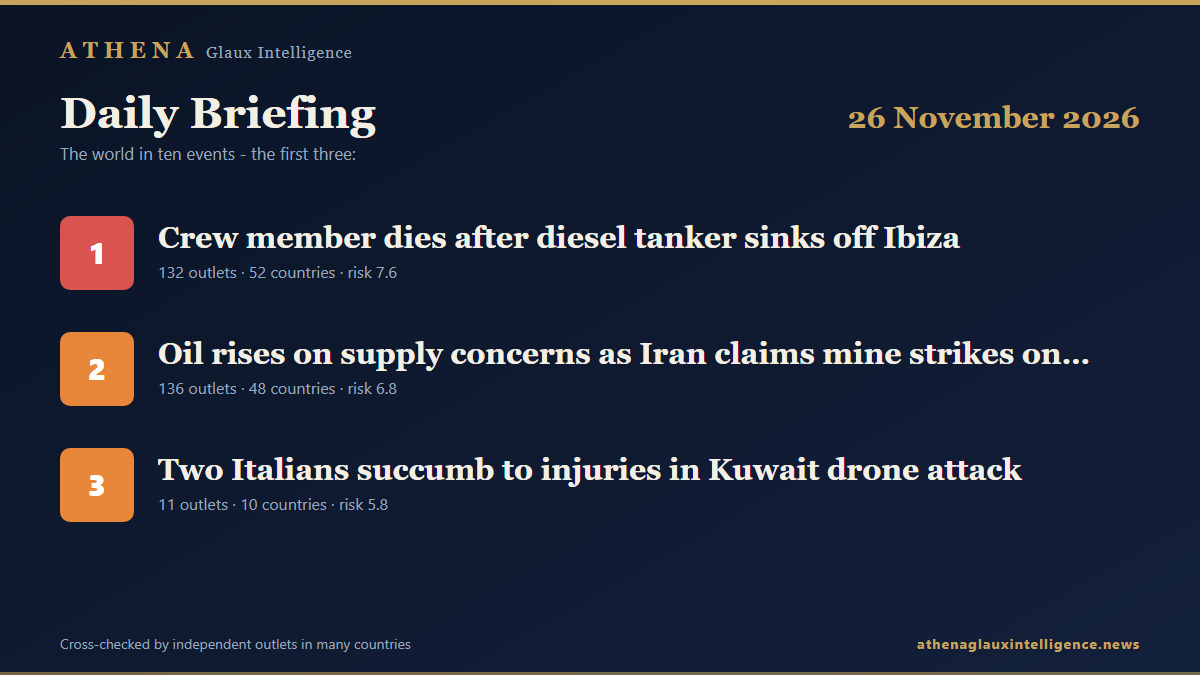 ATHENA Glaux Intelligence
Daily Briefing
26 November 2026
The world in ten events - the first three:
1
Crew member dies after diesel tanker sinks off Ibiza
132 outlets · 52 countries · risk 7.6
2
Oil rises on supply concerns as Iran claims mine strikes on...
136 outlets · 48 countries · risk 6.8
3
Two Italians succumb to injuries in Kuwait drone attack
11 outlets · 10 countries · risk 5.8
Cross-checked by independent outlets in many countries
athenaglauxintelligence.news